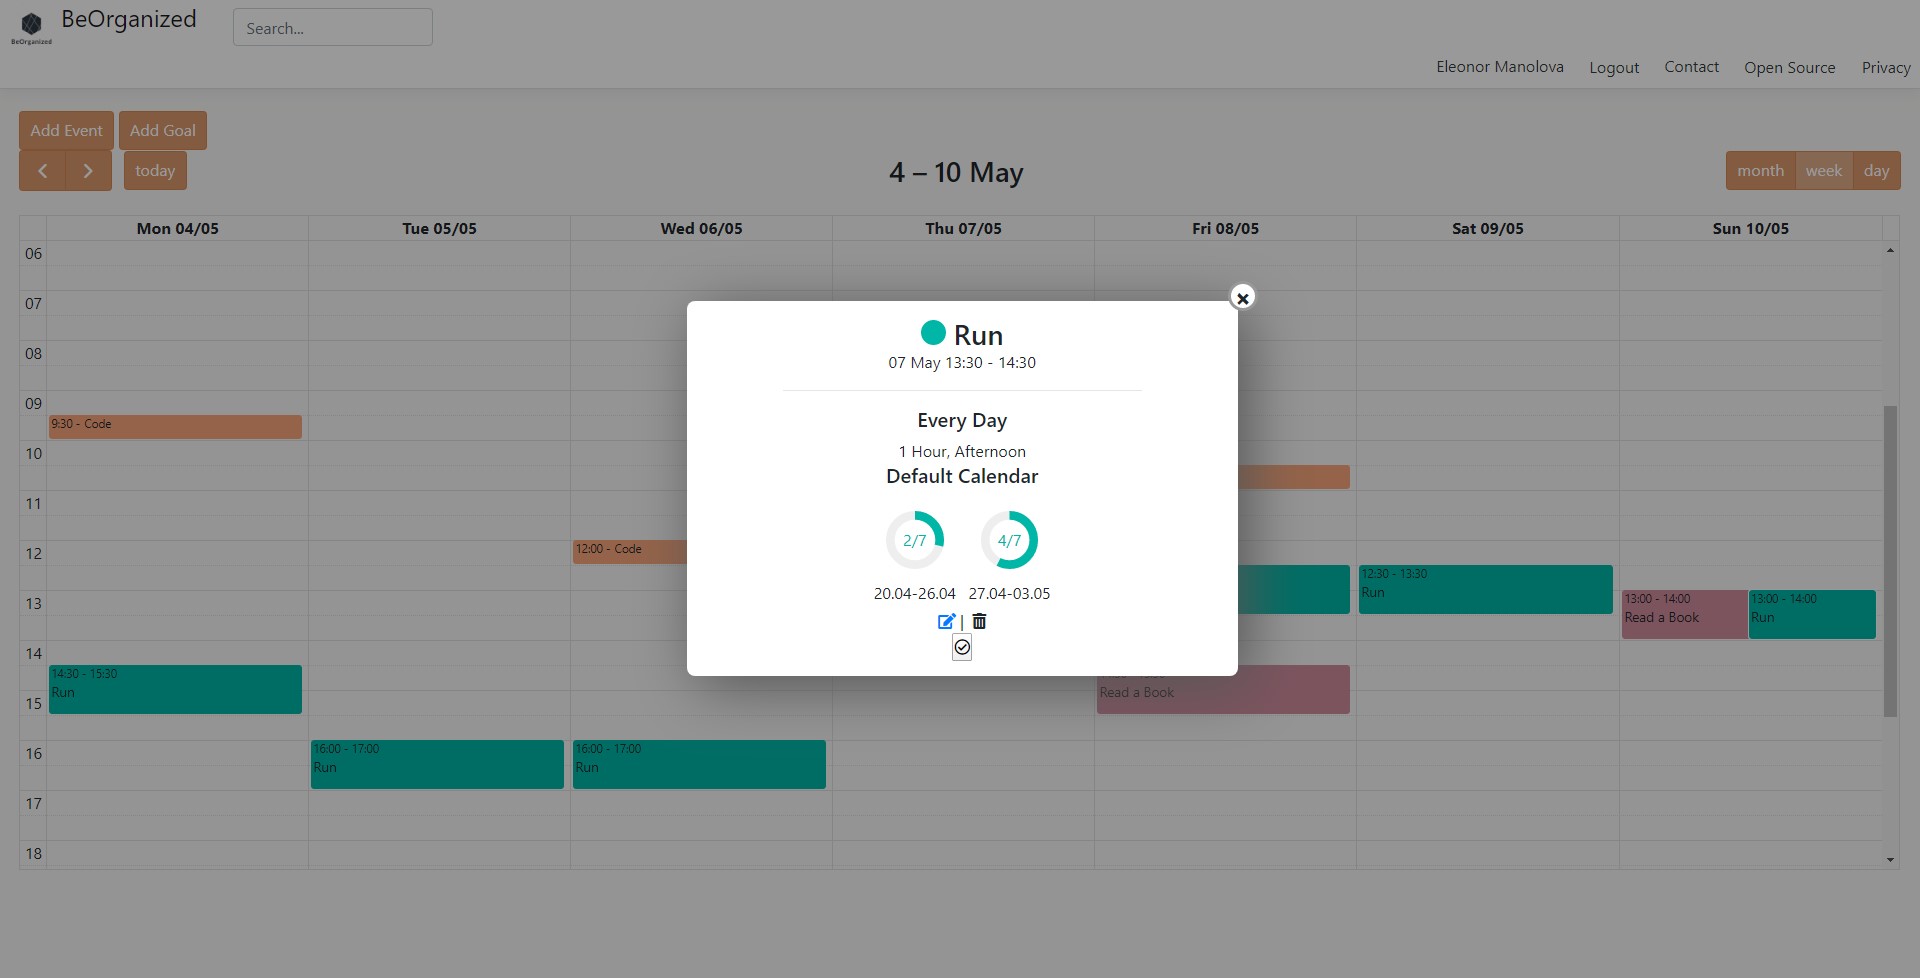 BeOrganized
BeOrganized
Search...
Eleonor Manolova
Logout
Contact
Open Source
Privacy
Add Event
Add Goal
today
4 – 10 May
month
week
day
Mon 04/05
Tue 05/05
Wed 06/05
Thu 07/05
Fri 08/05
Sat 09/05
Sun 10/05
06
07
08
09
10
11
12
13
14
15
16
17
18
9:30 - Code
14:30 - 15:30
Run
16:00 - 17:00
Run
12:00 - Code
16:00 - 17:00
Run
Read a Book
12:30 - 13:30
Run
13:00 - 14:00
Read a Book
13:00 - 14:00
Run
Run
07 May 13:30 - 14:30
Every Day
1 Hour, Afternoon
Default Calendar
2/7
4/7
20.04-26.04
27.04-03.05
|